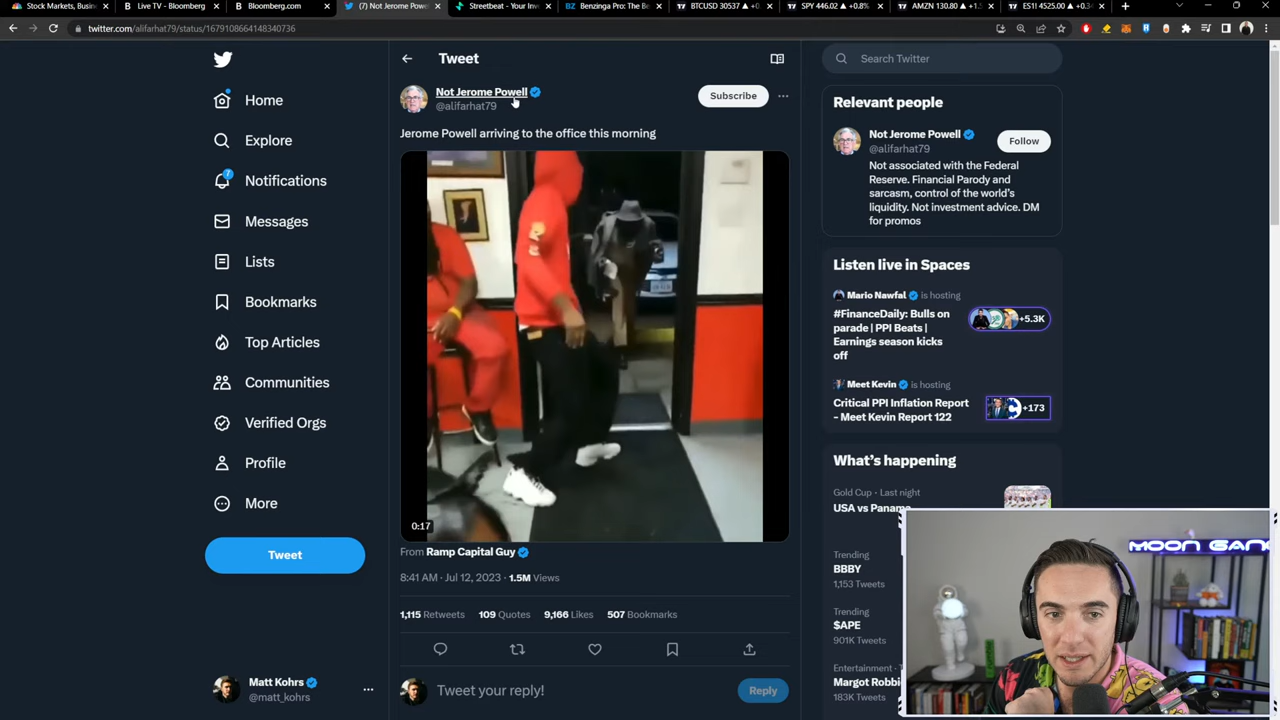 Stock Markets, Busin
Live TV - Bloomberg
Bloomberg.com
(7) Not Jerome Powell
Streetbeat - Your Inv
Benzinga Pro: The Be
BTCUSD 30537 ▲ +0
SPY 446.02 ▲ +0.8%
AMZN 130.80 ▲ +1.
ES1! 4525.00 ▲ +0.3
twitter.com/alifarhat79/status/1679108664148340736
Home
Explore
7
Notifications
Messages
Lists
Bookmarks
Top Articles
Communities
Verified Orgs
Profile
More
Tweet
Matt Kohrs
@matt_kohrs
Tweet
Not Jerome Powell
@alifarhat79
Subscribe
Jerome Powell arriving to the office this morning
0:17
From Ramp Capital Guy
8:41 AM · Jul 12, 2023 · 1.5M Views
1,115 Retweets 109 Quotes 9,166 Likes 507 Bookmarks
Tweet your reply!
Reply
Search Twitter
Relevant people
Not Jerome Powell
@alifarhat79
Follow
Not associated with the Federal
Reserve. Financial Parody and
sarcasm, control of the world's
liquidity. Not investment advice. DM
for promos
Listen live in Spaces
Mario Nawfal is hosting
#FinanceDaily: Bulls on
parade | PPI Beats |
Earnings season kicks
off
+5.3K
Meet Kevin is hosting
Critical PPI Inflation Report
- Meet Kevin Report 122
+173
What's happening
Gold Cup · Last night
USA vs Panama
Trending
BBBY
1,153 Tweets
Trending
$APE
901K Tweets
Entertainment ·
Margot Robbi
183K Tweets
MOON GANG